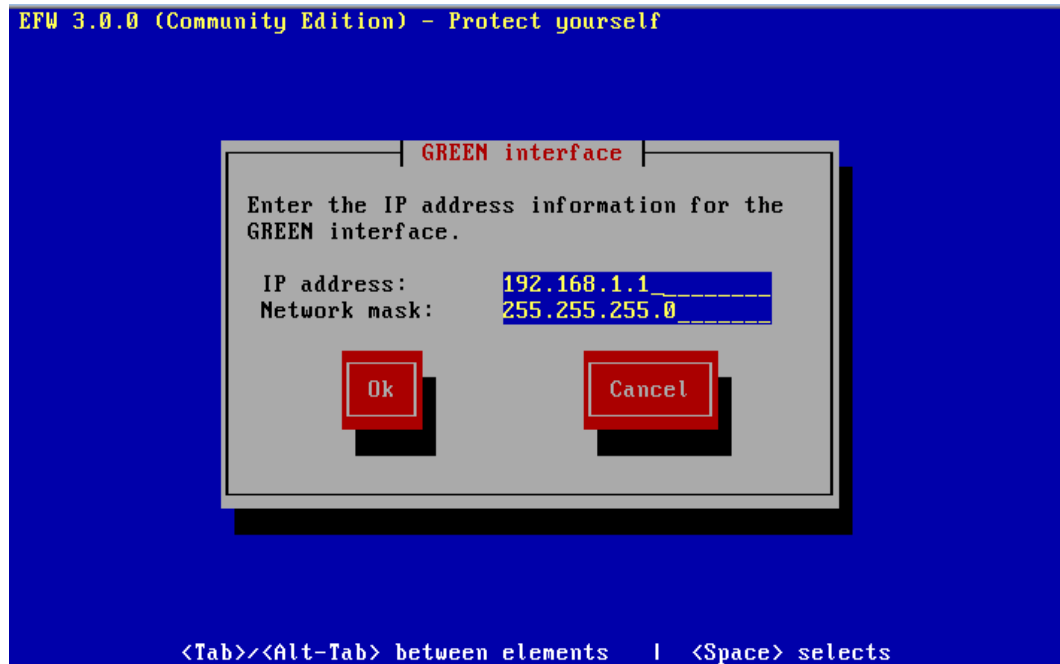 EFW 3.0.0 (Community Edition) - Protect yourself
GREEN interface
Enter the IP address information for the
GREEN interface.
IP address: 192.168.1.1
Network mask: 255.255.255.0
Ok Cancel
<Tab>/<Alt-Tab> between elements | <Space> selects